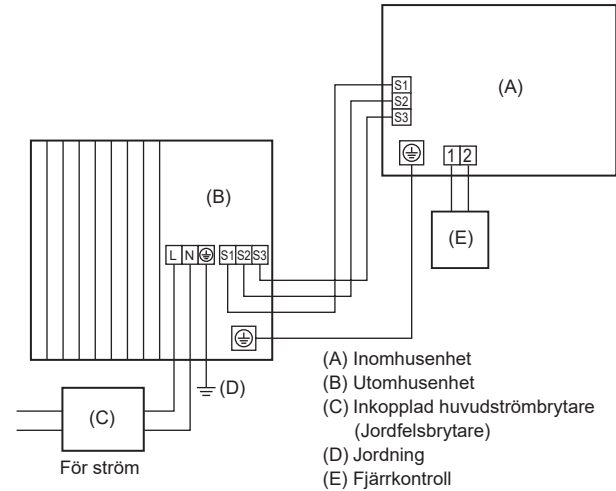 S1
S2
S3
(A)
1 2
(B)
(E)
L N S1 S2 S3
(D)
(C)
För ström
(A) Inomhusenhet
(B) Utomhusenhet
(C) Inkopplad huvudströmbrytare
(Jordfelsbrytare)
(D) Jordning
(E) Fjärrkontroll